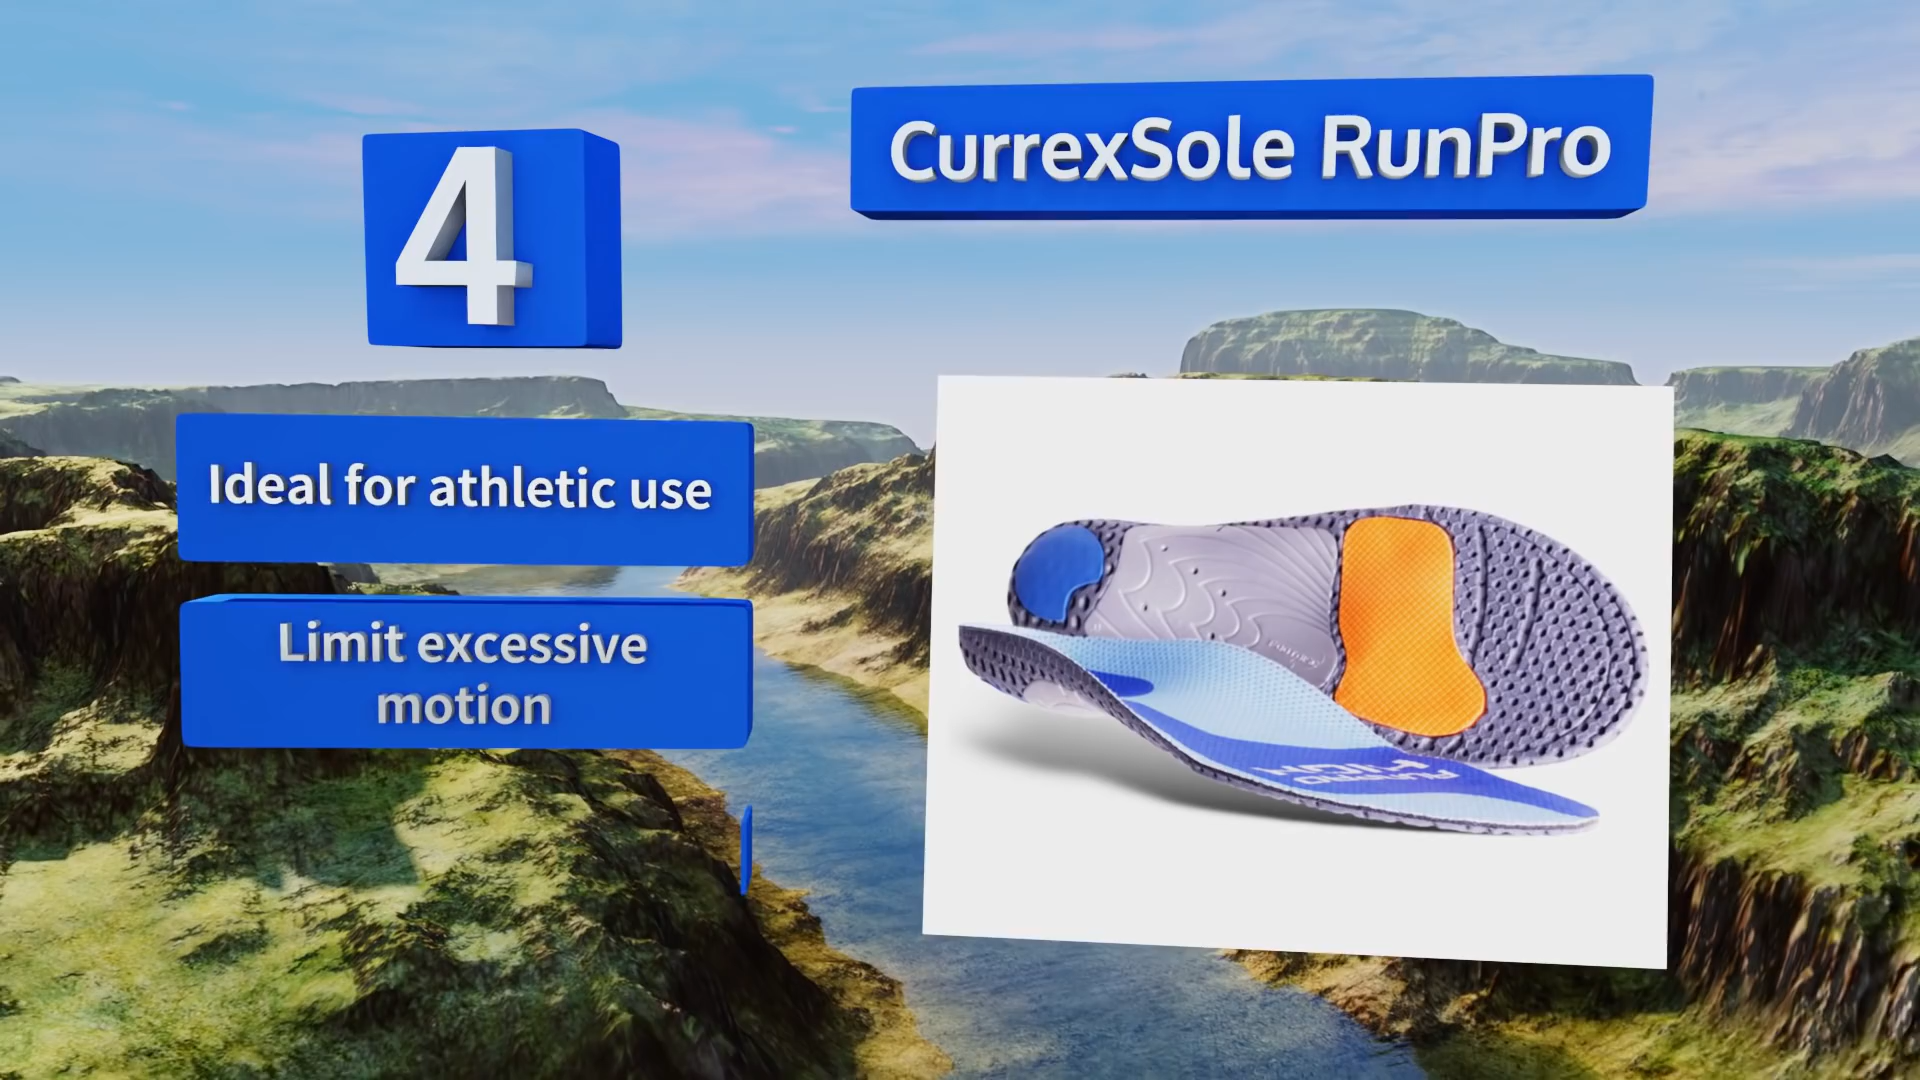 4
CurrexSole RunPro
Ideal for athletic use
Limit excessive
motion